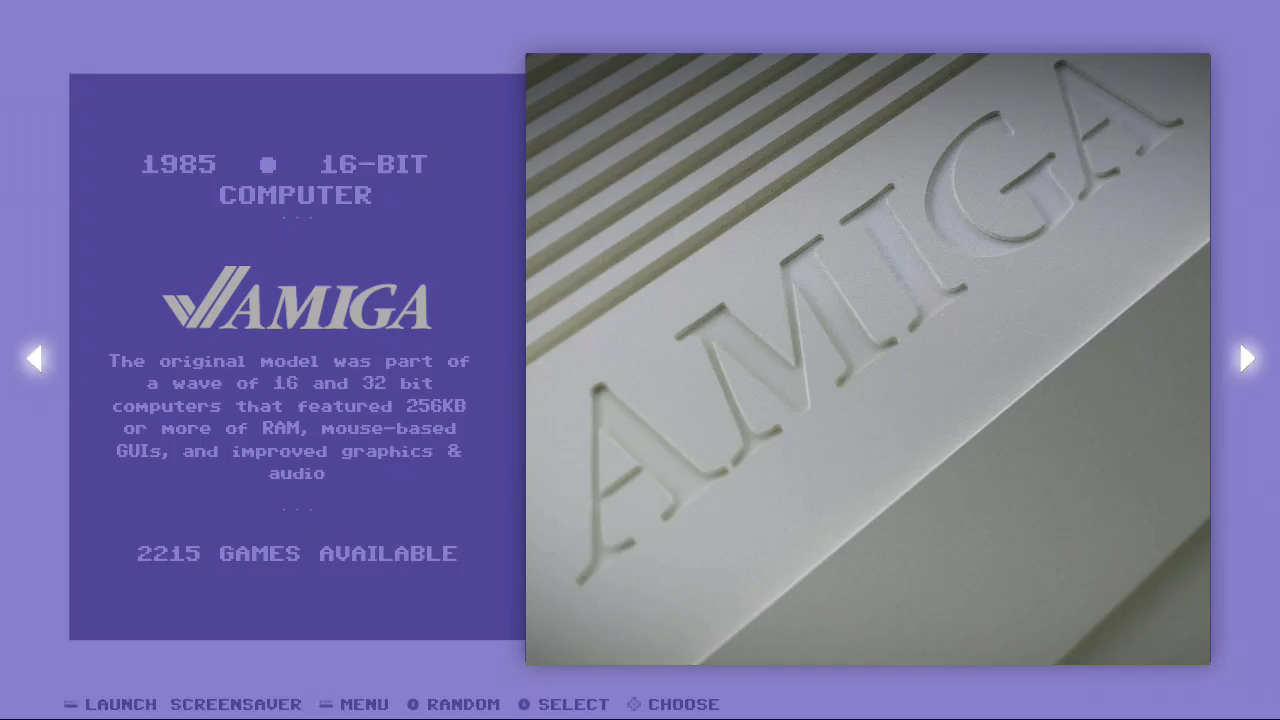 1985 ● 16-BIT
COMPUTER
...
AMIGA
The original model was part of
a wave of 16 and 32 bit
computers that featured 256KB
or more of RAM, mouse-based
GUIs, and improved graphics &
audio
...
2215 GAMES AVAILABLE
AMIGA
LAUNCH SCREENSAVER MENU RANDOM SELECT CHOOSE